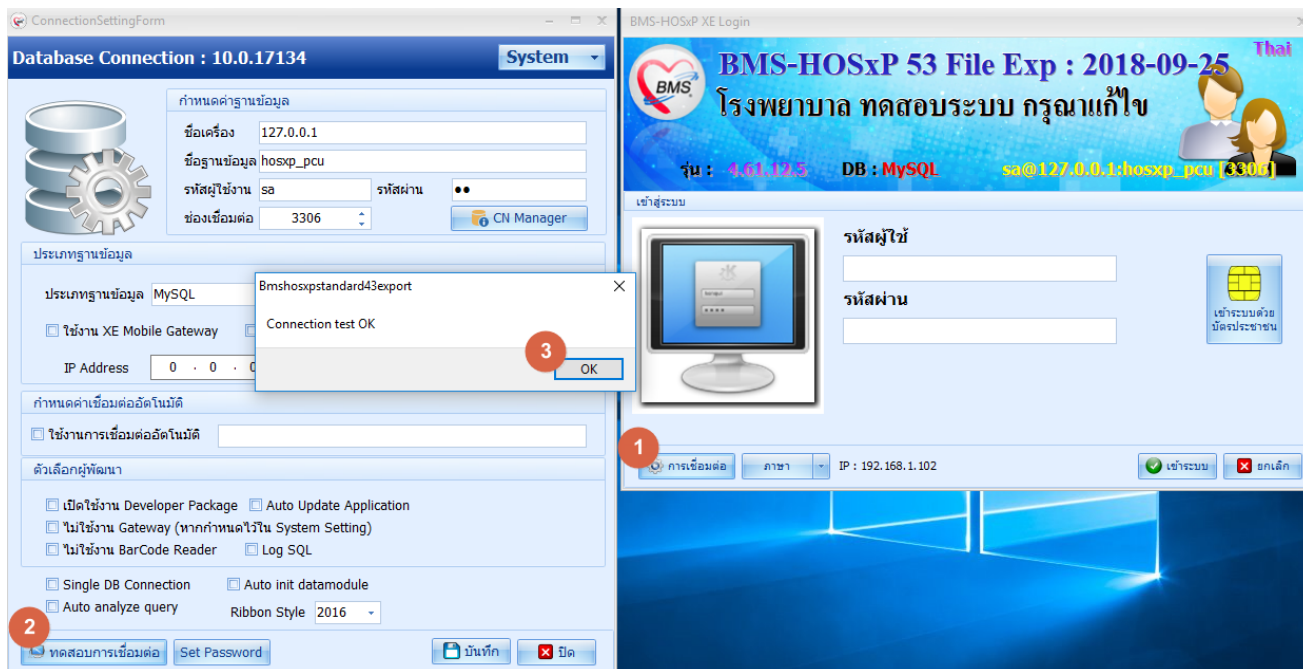 ConnectionSettingForm
Database Connection : 10.0.17134
System
กำหนดค่าฐานข้อมูล
ชื่อเครื่อง 127.0.0.1
ชื่อฐานข้อมูล hosxp_pcu
รหัสผู้ใช้งาน sa รหัสผ่าน ●●
ช่องเชื่อมต่อ 3306 CN Manager
ประเภทฐานข้อมูล
ประเภทฐานข้อมูล MySQL
ใช้งาน XE Mobile Gateway
IP Address 0 . 0 . 0
กำหนดค่าเชื่อมต่ออัตโนมัติ
ใช้งานการเชื่อมต่ออัตโนมัติ
ตัวเลือกผู้พัฒนา
เปิดใช้งาน Developer Package Auto Update Application
ไม่ใช้งาน Gateway (หากกำหนดไว้ใน System Setting)
ไม่ใช้งาน BarCode Reader Log SQL
Single DB Connection Auto init datamodule
Auto analyze query Ribbon Style 2016
2
ทดสอบการเชื่อมต่อ Set Password บันทึก ปิด
Bmshosxpstandard43export
Connection test OK
3
OK
BMS-HOSxP XE Login
Thai
BMS
BMS-HOSxP 53 File Exp : 2018-09-25
โรงพยาบาล ทดสอบระบบ กรุณาแก้ไข
รุ่น : 4.61.12.5 DB : MySQL sa@127.0.0.1:hosxp_pcu [3306]
เข้าสู่ระบบ
รหัสผู้ใช้
รหัสผ่าน
เข้าระบบด้วย
บัตรประชาชน
1
การเชื่อมต่อ ภาษา IP : 192.168.1.102 เข้าระบบ ยกเลิก